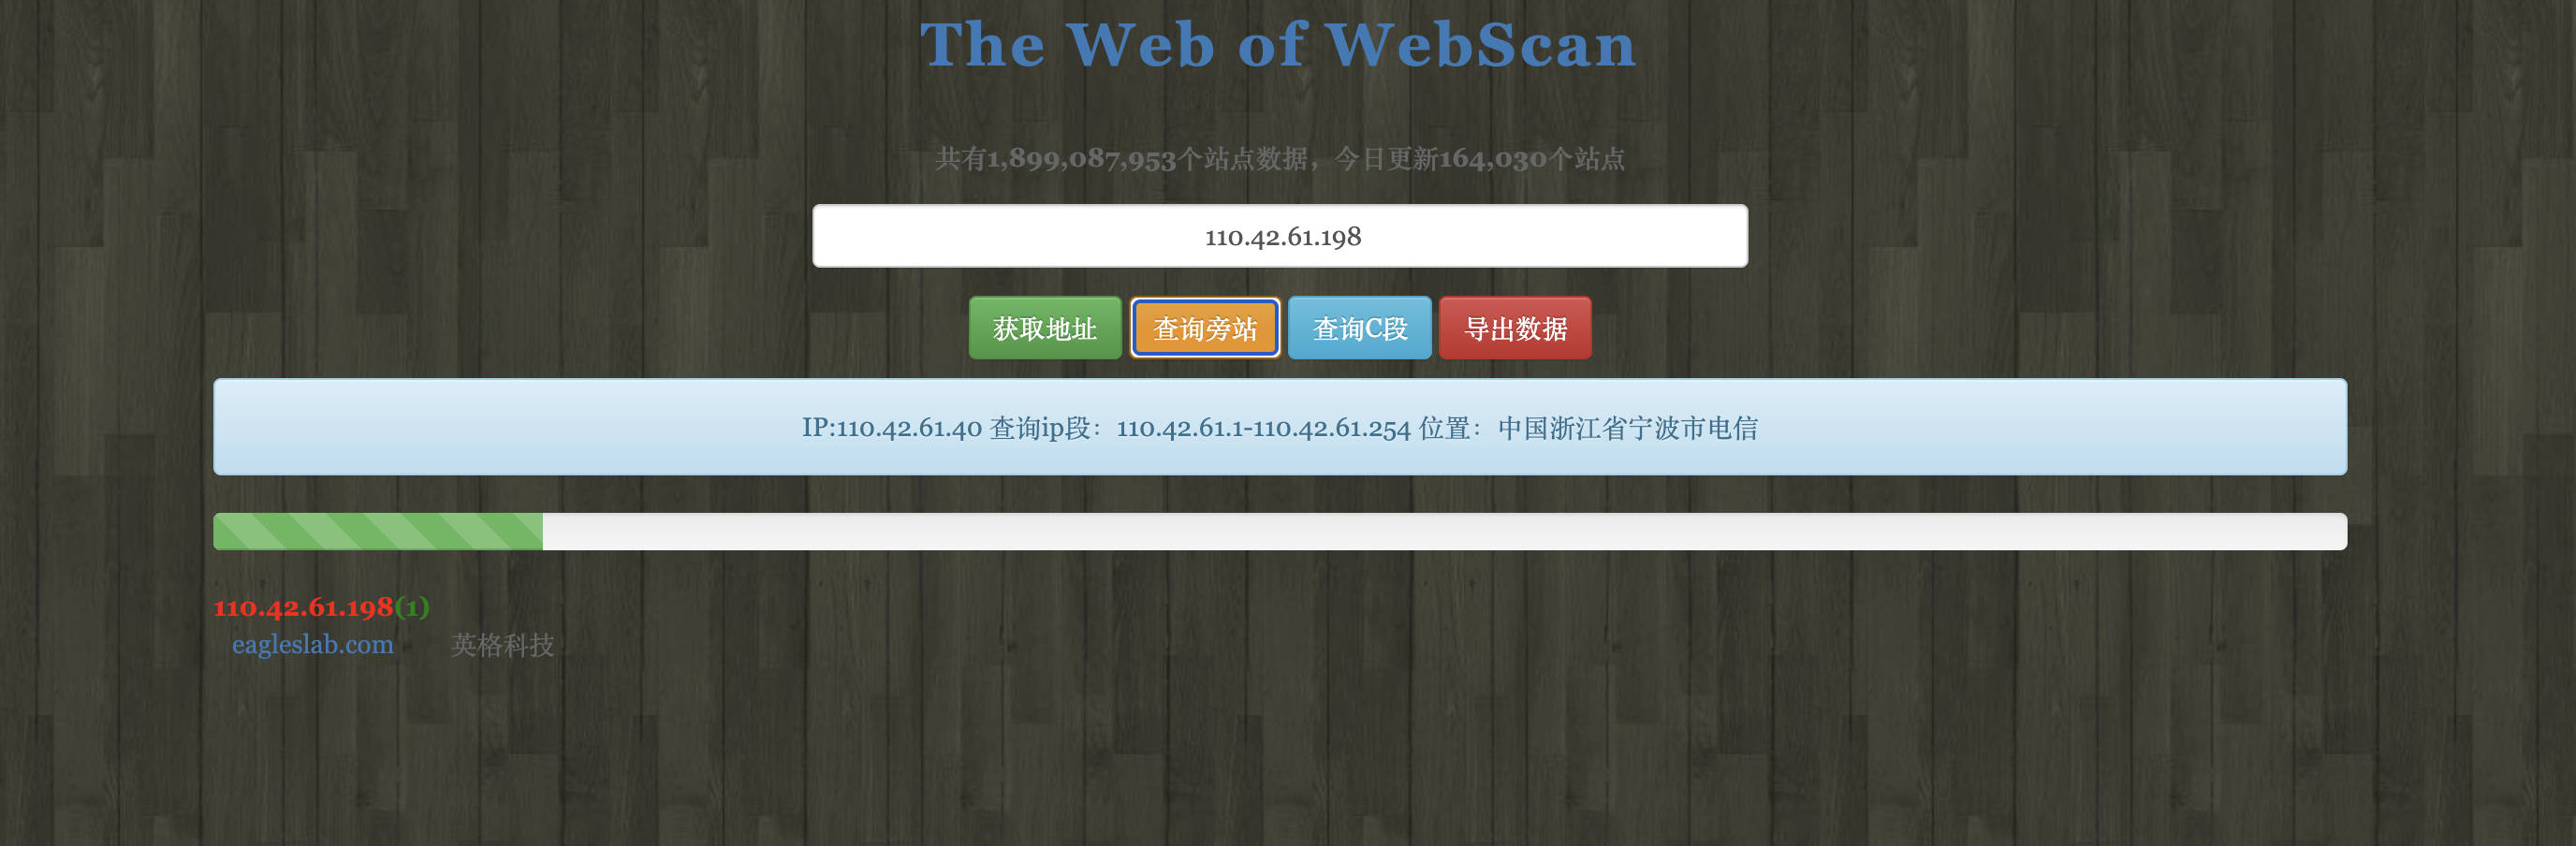 The Web of WebScan
共有1,899,087,953个站点数据，今日更新164,030个站点
110.42.61.198
获取地址 查询旁站 查询C段 导出数据
IP:110.42.61.40 查询ip段：110.42.61.1-110.42.61.254 位置：中国浙江省宁波市电信
110.42.61.198(1)
eagleslab.com 英格科技